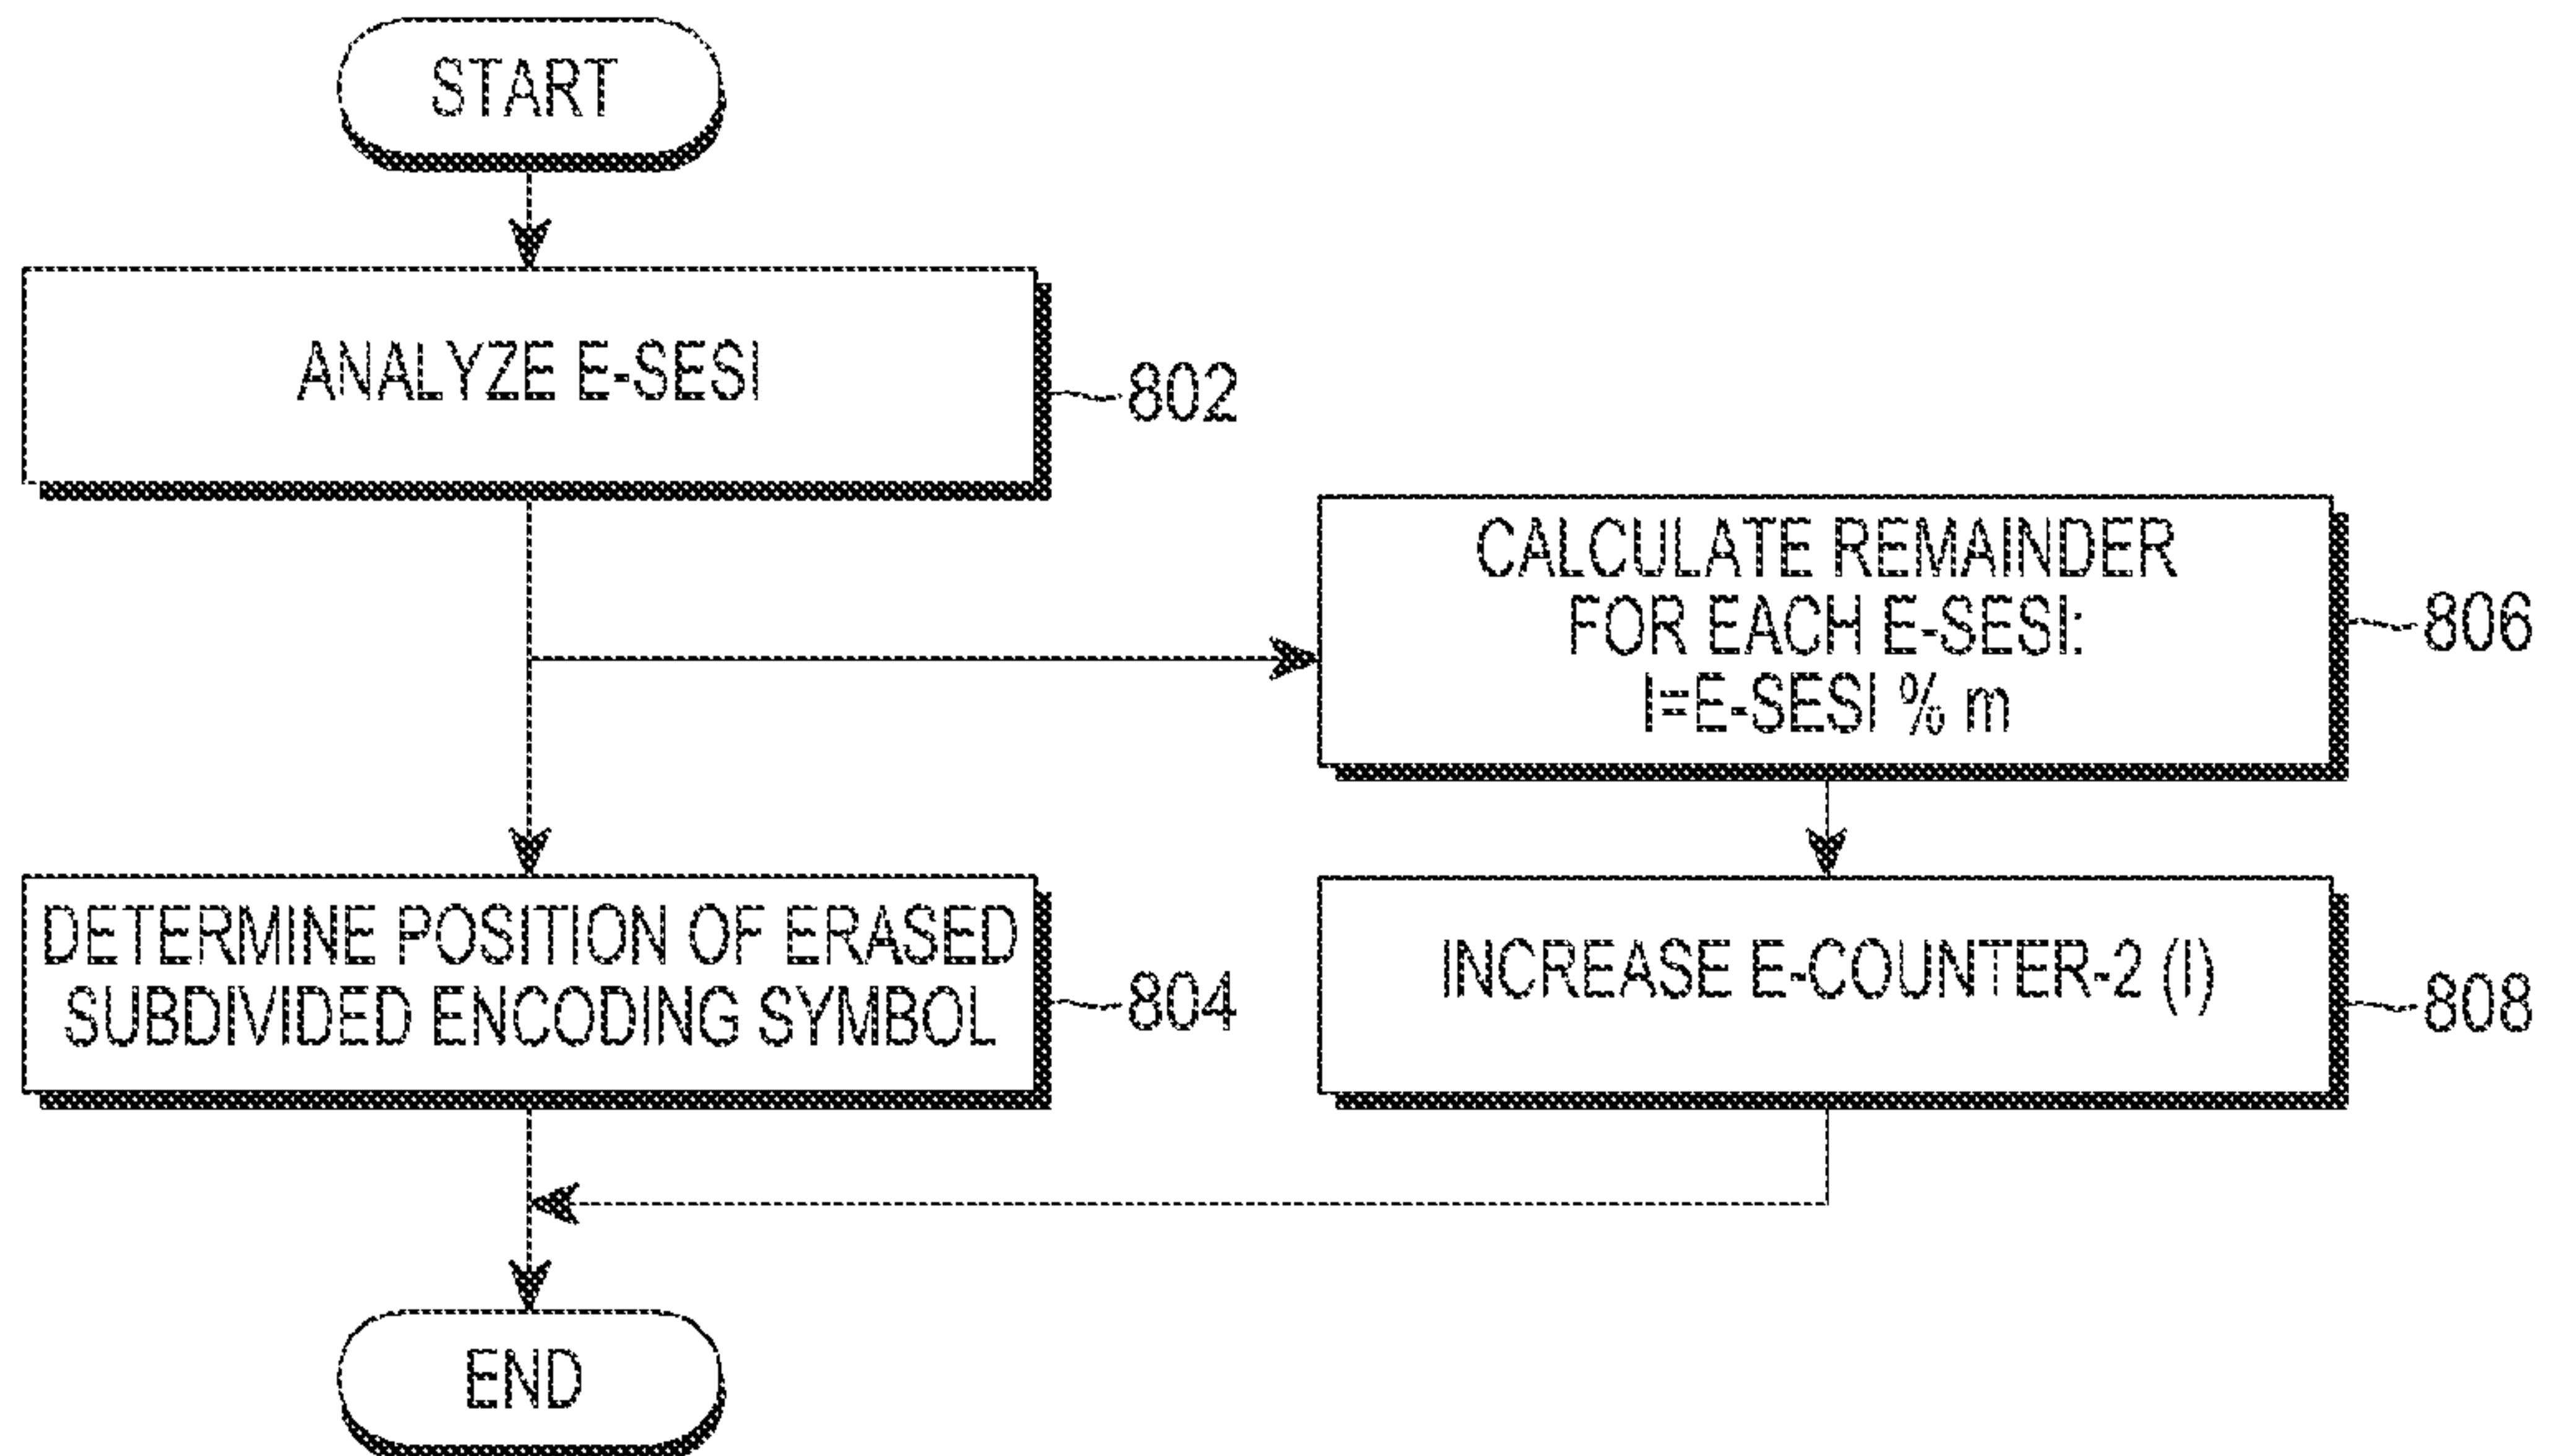 START
ANALYZE E-SESI
802
CALCULATE REMAINDER
FOR EACH E-SESI:
I=E-SESI % m
806
DETERMINE POSITION OF ERASED
SUBDIVIDED ENCODING SYMBOL
804
INCREASE E-COUNTER-2 (I)
808
END